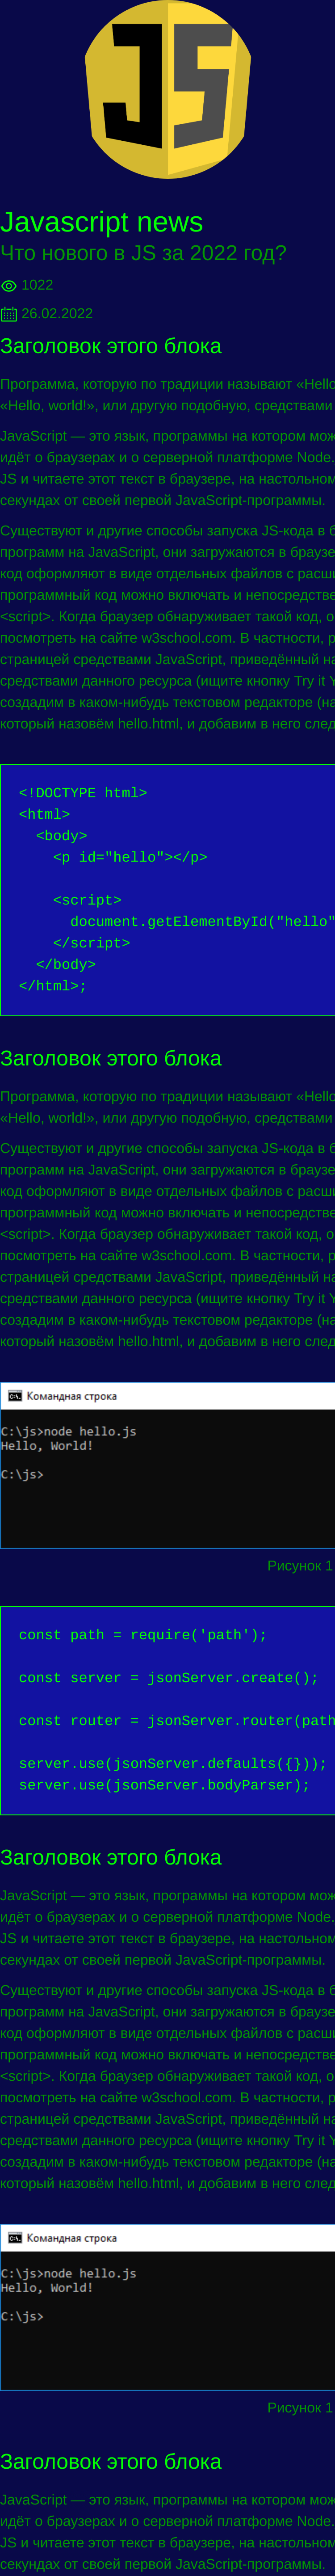 JS
Javascript news
Что нового в JS за 2022 год?
1022
26.02.2022
Заголовок этого блока
Программа, которую по традиции называют «Hello
«Hello, world!», или другую подобную, средствами
JavaScript — это язык, программы на котором мож
идёт о браузерах и о серверной платформе Node.
JS и читаете этот текст в браузере, на настольном
секундах от своей первой JavaScript-программы.
Существуют и другие способы запуска JS-кода в б
программ на JavaScript, они загружаются в браузе
код оформляют в виде отдельных файлов с расши
программный код можно включать и непосредстве
<script>. Когда браузер обнаруживает такой код, о
посмотреть на сайте w3school.com. В частности, р
страницей средствами JavaScript, приведённый на
средствами данного ресурса (ищите кнопку Try it Y
создадим в каком-нибудь текстовом редакторе (на
который назовём hello.html, и добавим в него след
<!DOCTYPE html>
<html>
<body>
<p id="hello"></p>
<script>
document.getElementById("hello"
</script>
</body>
</html>;
Заголовок этого блока
Программа, которую по традиции называют «Hello
«Hello, world!», или другую подобную, средствами
Существуют и другие способы запуска JS-кода в б
программ на JavaScript, они загружаются в браузе
код оформляют в виде отдельных файлов с расши
программный код можно включать и непосредстве
<script>. Когда браузер обнаруживает такой код, о
посмотреть на сайте w3school.com. В частности, р
страницей средствами JavaScript, приведённый на
средствами данного ресурса (ищите кнопку Try it Y
создадим в каком-нибудь текстовом редакторе (на
который назовём hello.html, и добавим в него след
Командная строка
C:\js>node hello.js
Hello, World!
C:\js>
Рисунок 1
const path = require('path');
const server = jsonServer.create();
const router = jsonServer.router(path
server.use(jsonServer.defaults({}));
server.use(jsonServer.bodyParser);
Заголовок этого блока
JavaScript — это язык, программы на котором мож
идёт о браузерах и о серверной платформе Node.
JS и читаете этот текст в браузере, на настольном
секундах от своей первой JavaScript-программы.
Существуют и другие способы запуска JS-кода в б
программ на JavaScript, они загружаются в браузе
код оформляют в виде отдельных файлов с расши
программный код можно включать и непосредстве
<script>. Когда браузер обнаруживает такой код, о
посмотреть на сайте w3school.com. В частности, р
страницей средствами JavaScript, приведённый на
средствами данного ресурса (ищите кнопку Try it Y
создадим в каком-нибудь текстовом редакторе (на
который назовём hello.html, и добавим в него след
Командная строка
C:\js>node hello.js
Hello, World!
C:\js>
Рисунок 1
Заголовок этого блока
JavaScript — это язык, программы на котором мож
идёт о браузерах и о серверной платформе Node.
JS и читаете этот текст в браузере, на настольном
секундах от своей первой JavaScript-программы.